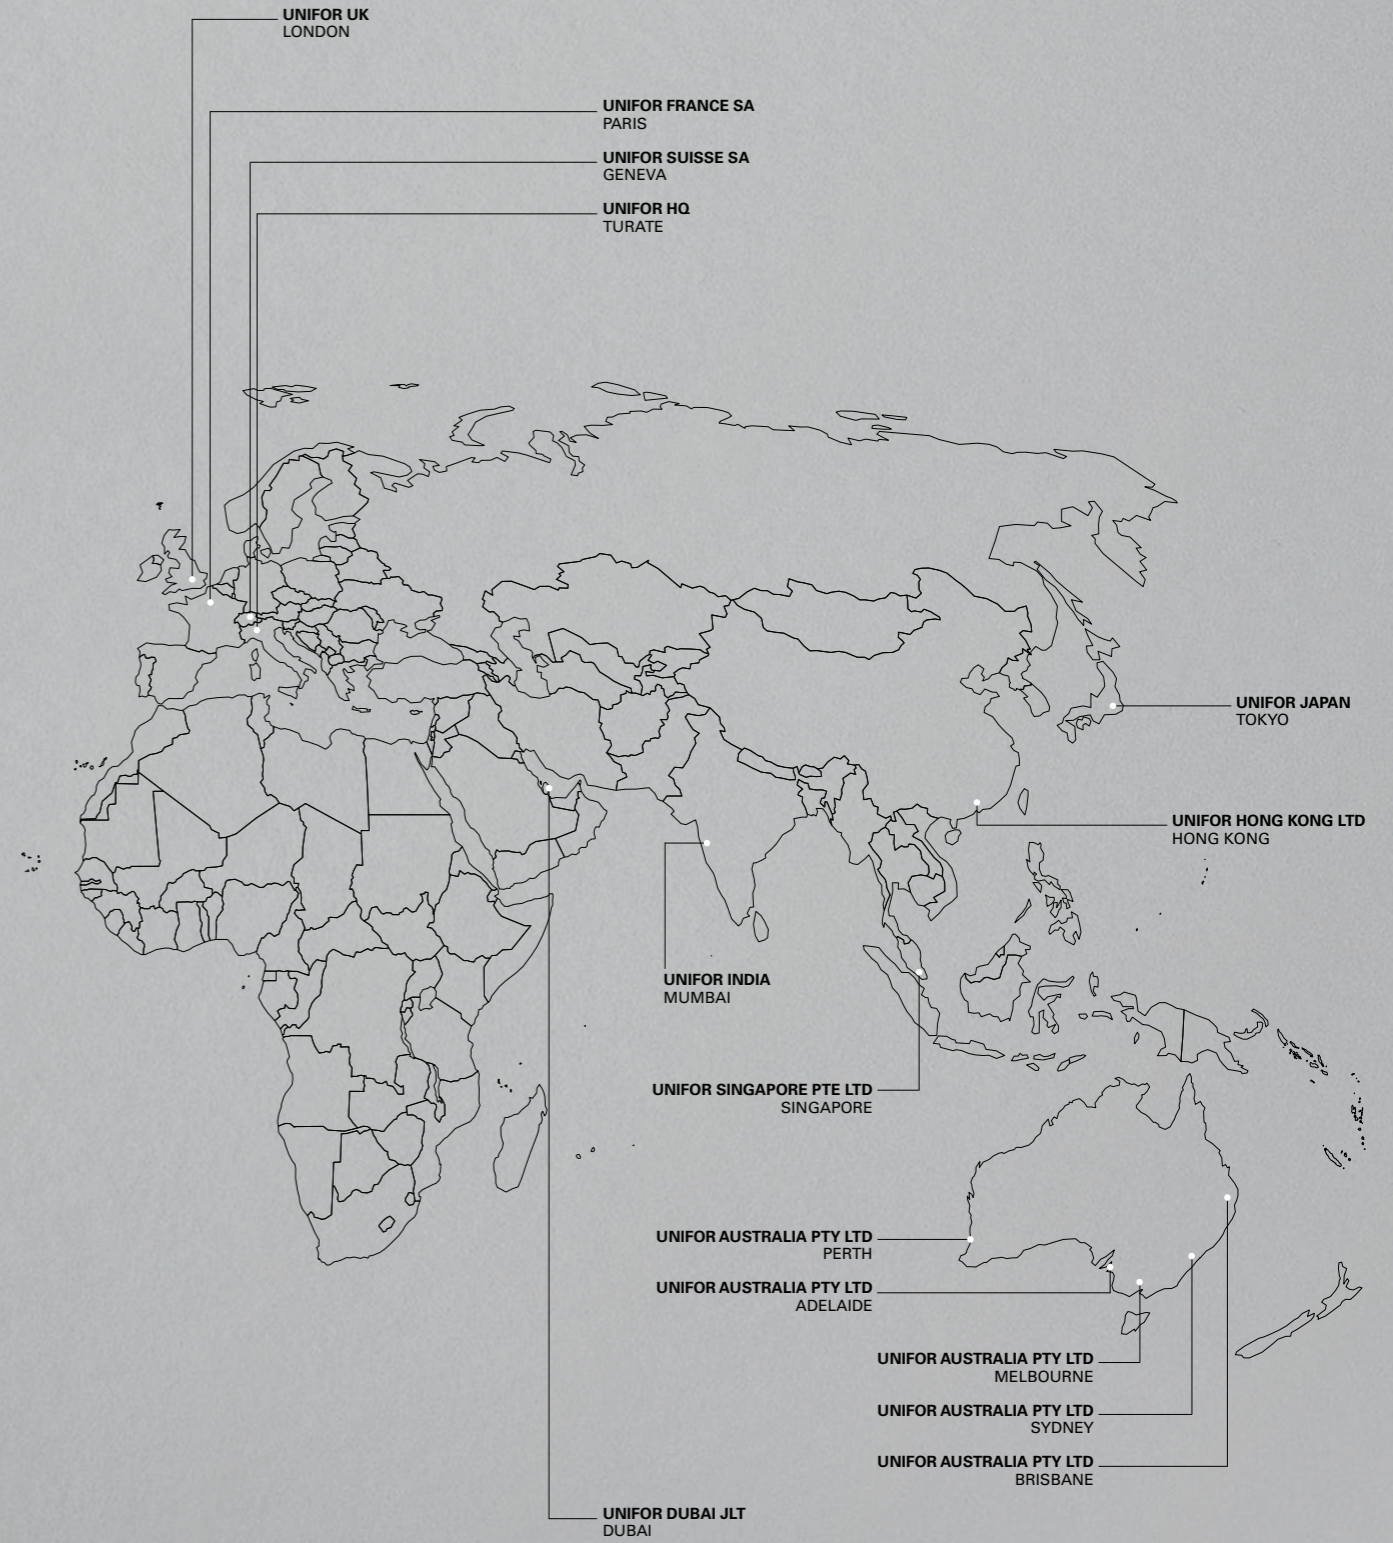 UNIFOR UK
LONDON
UNIFOR FRANCE SA
PARIS
UNIFOR SUISSE SA
GENEVA
UNIFOR HQ
TURATE
UNIFOR JAPAN
TOKYO
UNIFOR HONG KONG LTD
HONG KONG
UNIFOR INDIA
MUMBAI
UNIFOR SINGAPORE PTE LTD
SINGAPORE
UNIFOR AUSTRALIA PTY LTD
PERTH
UNIFOR AUSTRALIA PTY LTD
ADELAIDE
UNIFOR AUSTRALIA PTY LTD
MELBOURNE
UNIFOR AUSTRALIA PTY LTD
SYDNEY
UNIFOR AUSTRALIA PTY LTD
BRISBANE
UNIFOR DUBAI JLT
DUBAI